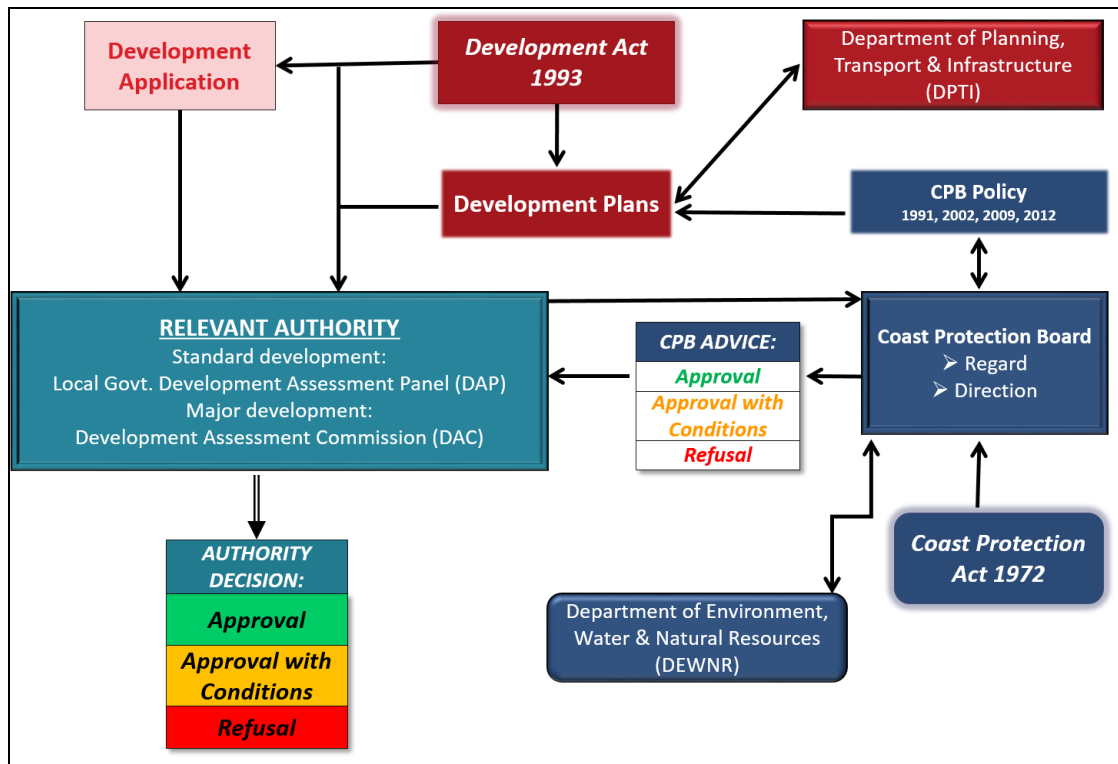 Development
Application
Development Act
1993
Department of Planning,
Transport & Infrastructure
(DPTI)
Development Plans
CPB Policy
1991, 2002, 2009, 2012
RELEVANT AUTHORITY
Standard development:
Local Govt. Development Assessment Panel (DAP)
Major development:
Development Assessment Commission (DAC)
CPB ADVICE:
Approval
Approval with
Conditions
Refusal
Coast Protection Board
➢ Regard
➢ Direction
AUTHORITY
DECISION:
Approval
Approval with
Conditions
Refusal
Department of Environment,
Water & Natural Resources
(DEWNR)
Coast Protection
Act 1972